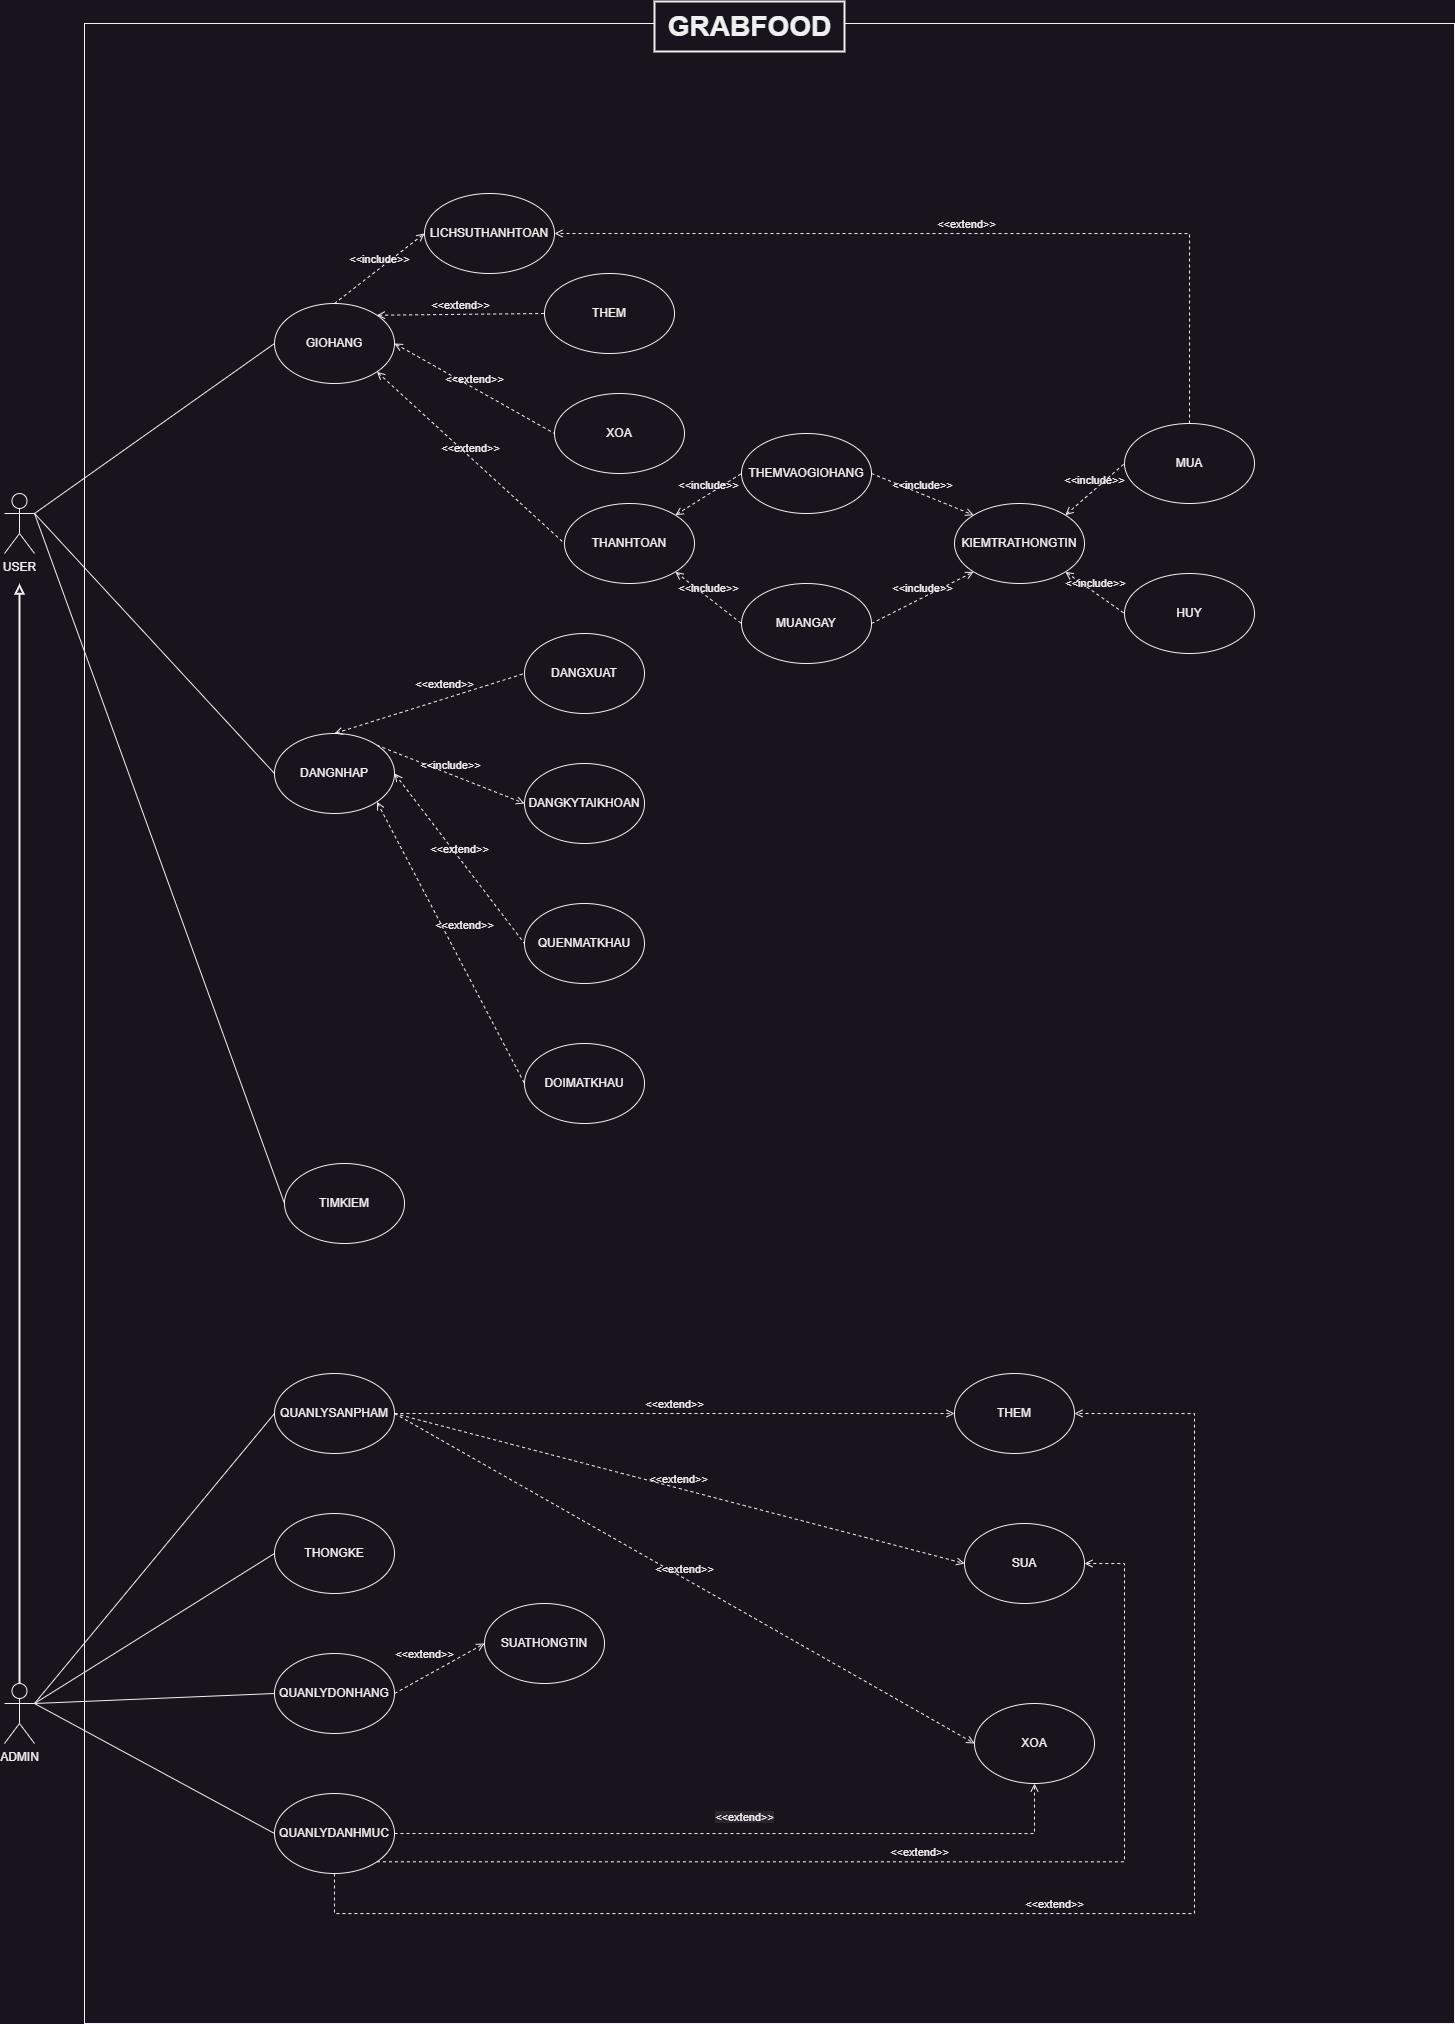 GRABFOOD
LICHSUTHANHTOAN
<<extend>>
<<include>>
<<extend>>
THEM
GIOHANG
<<extend>>
XOA
<<extend>>
THEMVAOGIOHANG
MUA
<<include>>
<<include>>
<<include>>
USER
THANHTOAN
KIEMTRATHONGTIN
<<include>>
<<include>>
<<include>>
MUANGAY
HUY
DANGXUAT
<<extend>>
DANGNHAP
<<include>>
DANGKYTAIKHOAN
<<extend>>
<<extend>>
QUENMATKHAU
DOIMATKHAU
TIMKIEM
<<extend>>
QUANLYSANPHAM
THEM
<<extend>>
THONGKE
SUA
<<extend>>
SUATHONGTIN
<<extend>>
QUANLYDONHANG
XOA
ADMIN
<<extend>>
QUANLYDANHMUC
<<extend>>
<<extend>>